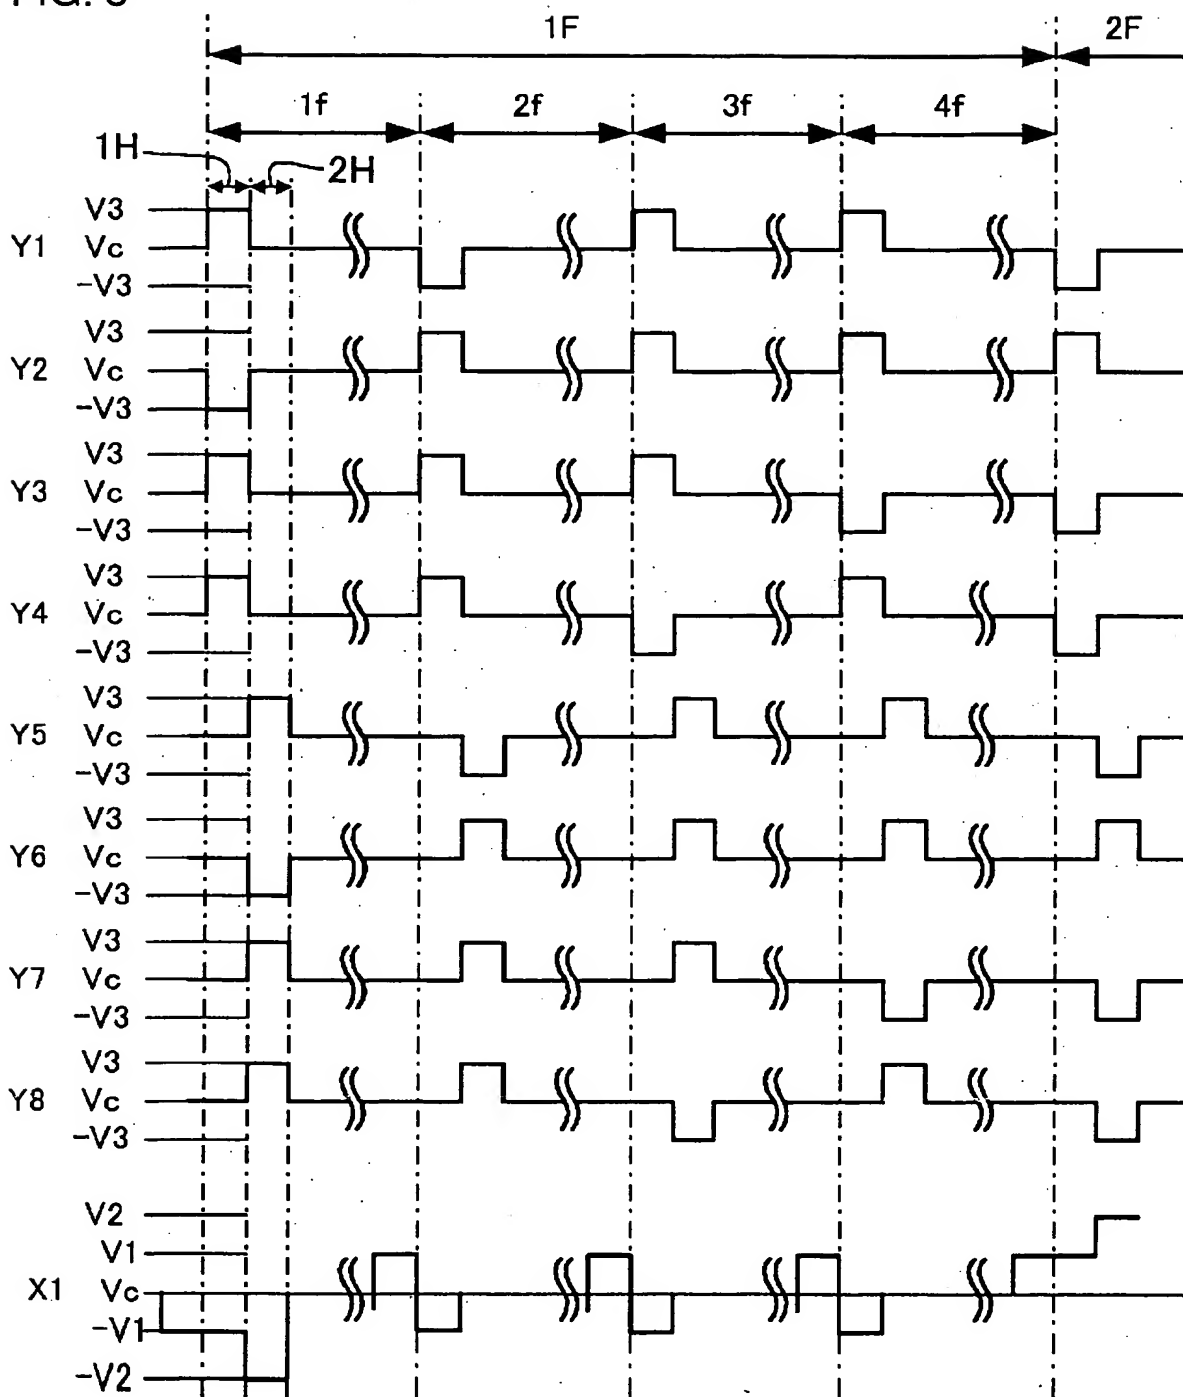 1F 2F
1f 2f 3f 4f
1H 2H
V3
Y1 Vc
-V3
V3
Y2 Vc
-V3
V3
Y3 Vc
-V3
V3
Y4 Vc
-V3
V3
Y5 Vc
-V3
V3
Y6 Vc
-V3
V3
Y7 Vc
-V3
V3
Y8 Vc
-V3
V2
V1
X1 Vc
-V1
-V2